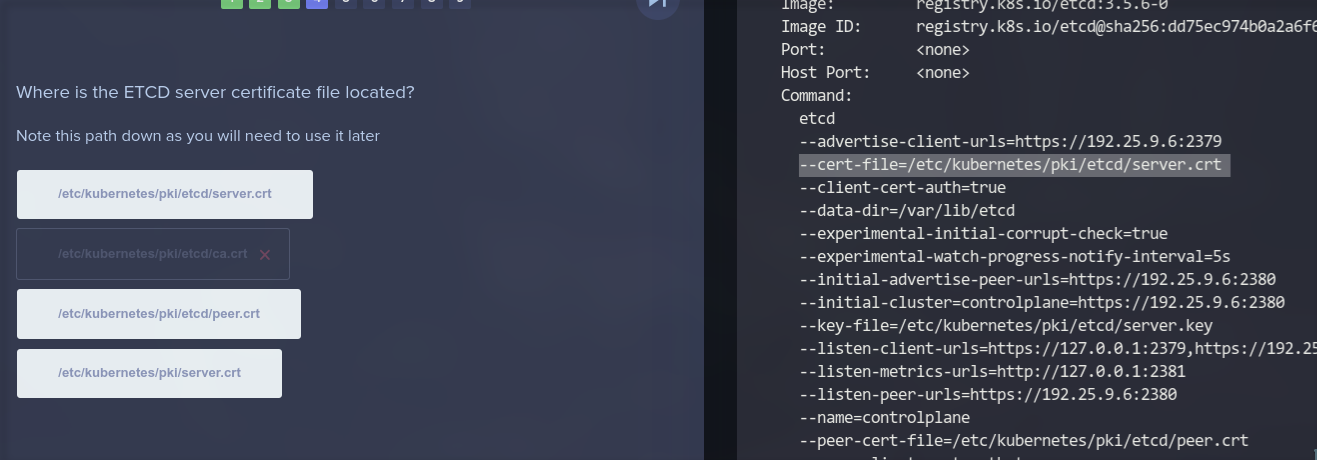 1 2 3 4 5 6 7 8 9
Where is the ETCD server certificate file located?
Note this path down as you will need to use it later
/etc/kubernetes/pki/etcd/server.crt
/etc/kubernetes/pki/etcd/ca.crt
/etc/kubernetes/pki/etcd/peer.crt
/etc/kubernetes/pki/server.crt
Image: registry.k8s.io/etcd:3.5.6-0
Image ID: registry.k8s.io/etcd@sha256:dd75ec974b0a2a6f6
Port: <none>
Host Port: <none>
Command:
etcd
--advertise-client-urls=https://192.25.9.6:2379
--cert-file=/etc/kubernetes/pki/etcd/server.crt
--client-cert-auth=true
--data-dir=/var/lib/etcd
--experimental-initial-corrupt-check=true
--experimental-watch-progress-notify-interval=5s
--initial-advertise-peer-urls=https://192.25.9.6:2380
--initial-cluster=controlplane=https://192.25.9.6:2380
--key-file=/etc/kubernetes/pki/etcd/server.key
--listen-client-urls=https://127.0.0.1:2379,https://192.25
--listen-metrics-urls=http://127.0.0.1:2381
--listen-peer-urls=https://192.25.9.6:2380
--name=controlplane
--peer-cert-file=/etc/kubernetes/pki/etcd/peer.crt